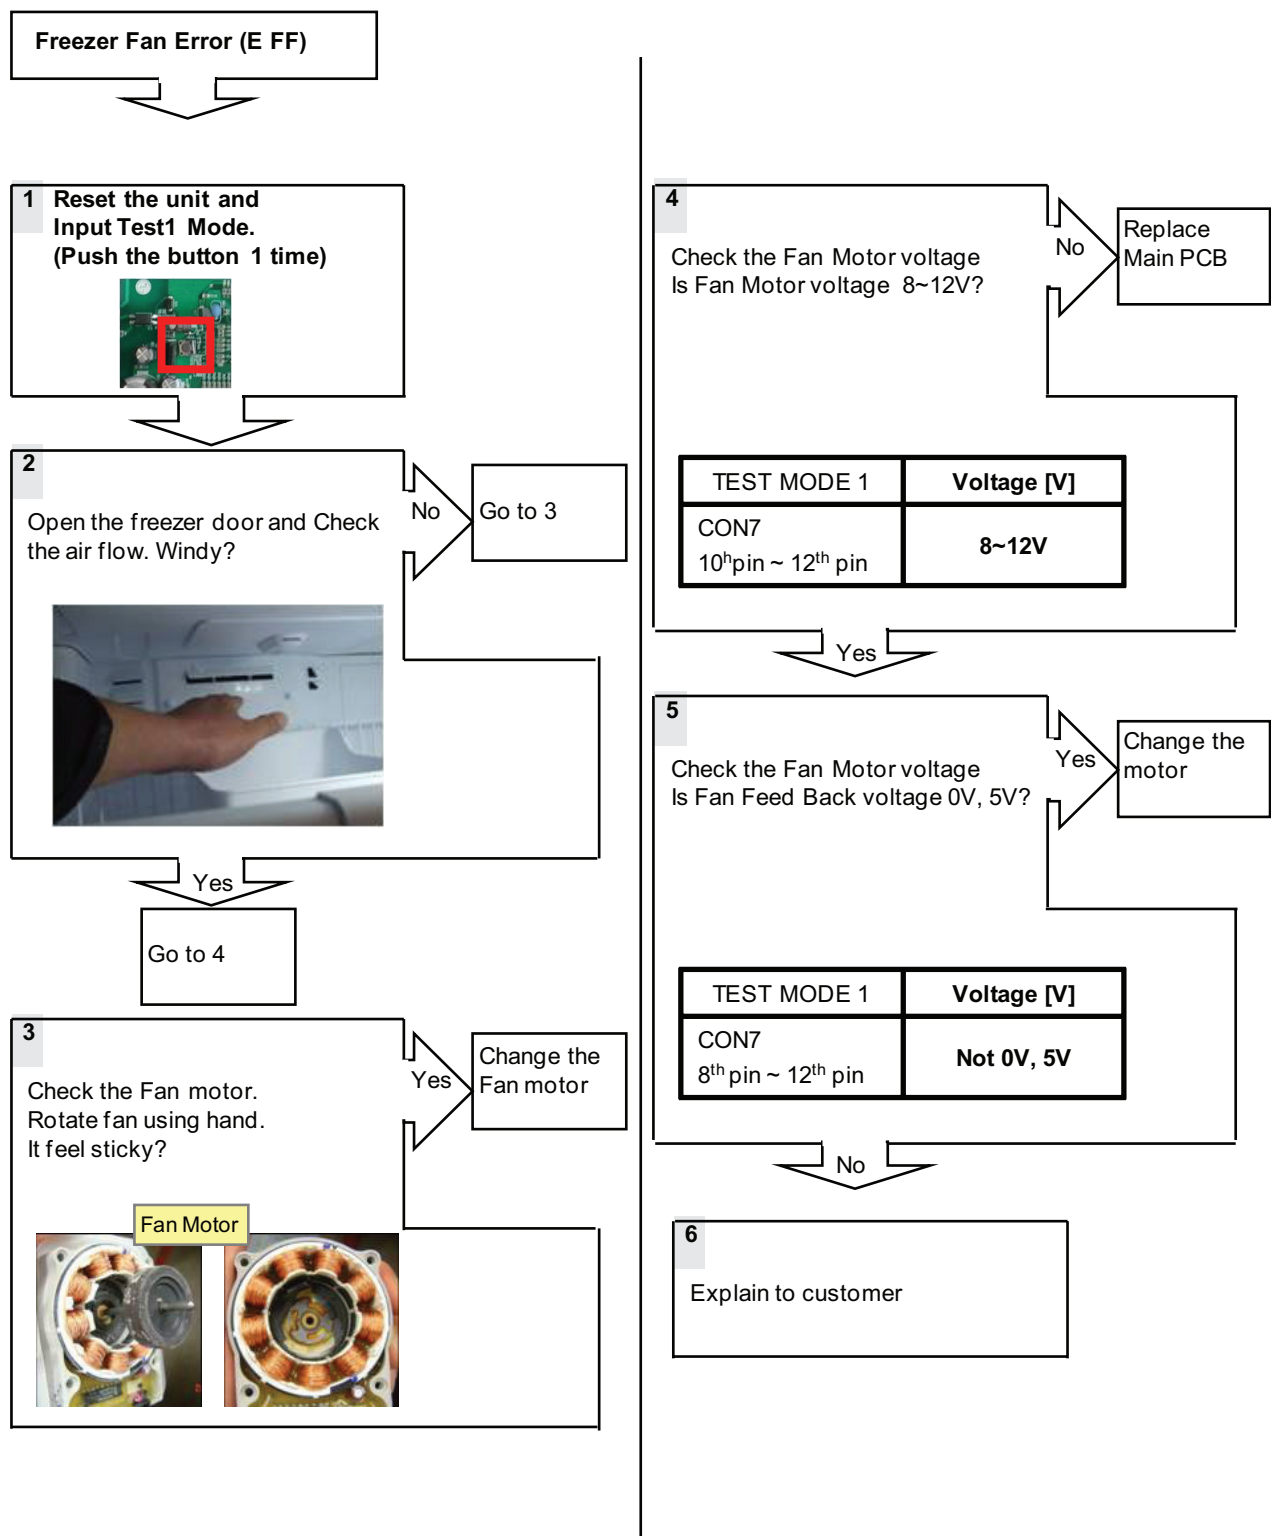 Freezer Fan Error (E FF)
1 Reset the unit and
Input Test1 Mode.
(Push the button 1 time)
2
Open the freezer door and Check
the air flow. Windy?
No
Go to 3
Yes
Go to 4
3
Check the Fan motor.
Rotate fan using hand.
It feel sticky?
Yes
Change the
Fan motor
Fan Motor
4
Check the Fan Motor voltage
Is Fan Motor voltage 8~12V?
No
Replace
Main PCB
TEST MODE 1 Voltage [V]
CON7
10h pin ~ 12th pin
8~12V
Yes
5
Check the Fan Motor voltage
Is Fan Feed Back voltage 0V, 5V?
Yes
Change the
motor
TEST MODE 1 Voltage [V]
CON7
8th pin ~ 12th pin
Not 0V, 5V
No
6
Explain to customer